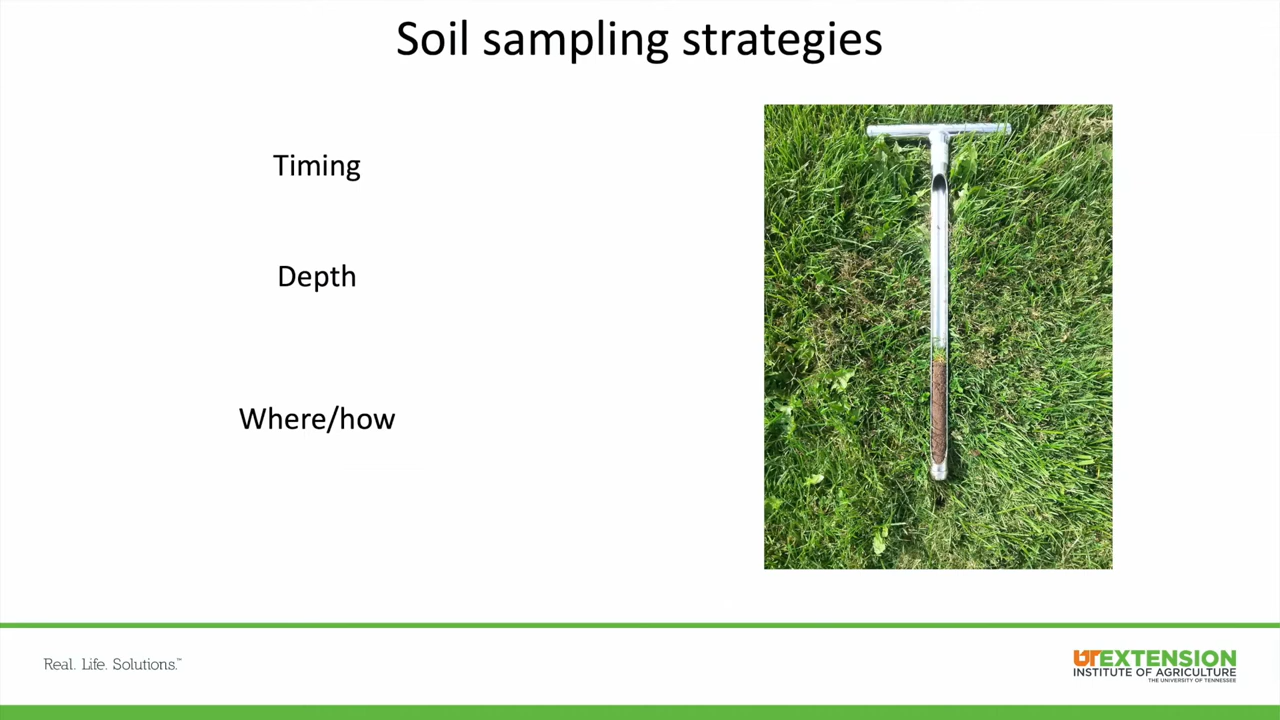 Soil sampling strategies
Timing
Depth
Where/how
Real. Life. Solutions.™
UTEXTENSION
INSTITUTE OF AGRICULTURE
THE UNIVERSITY OF TENNESSEE